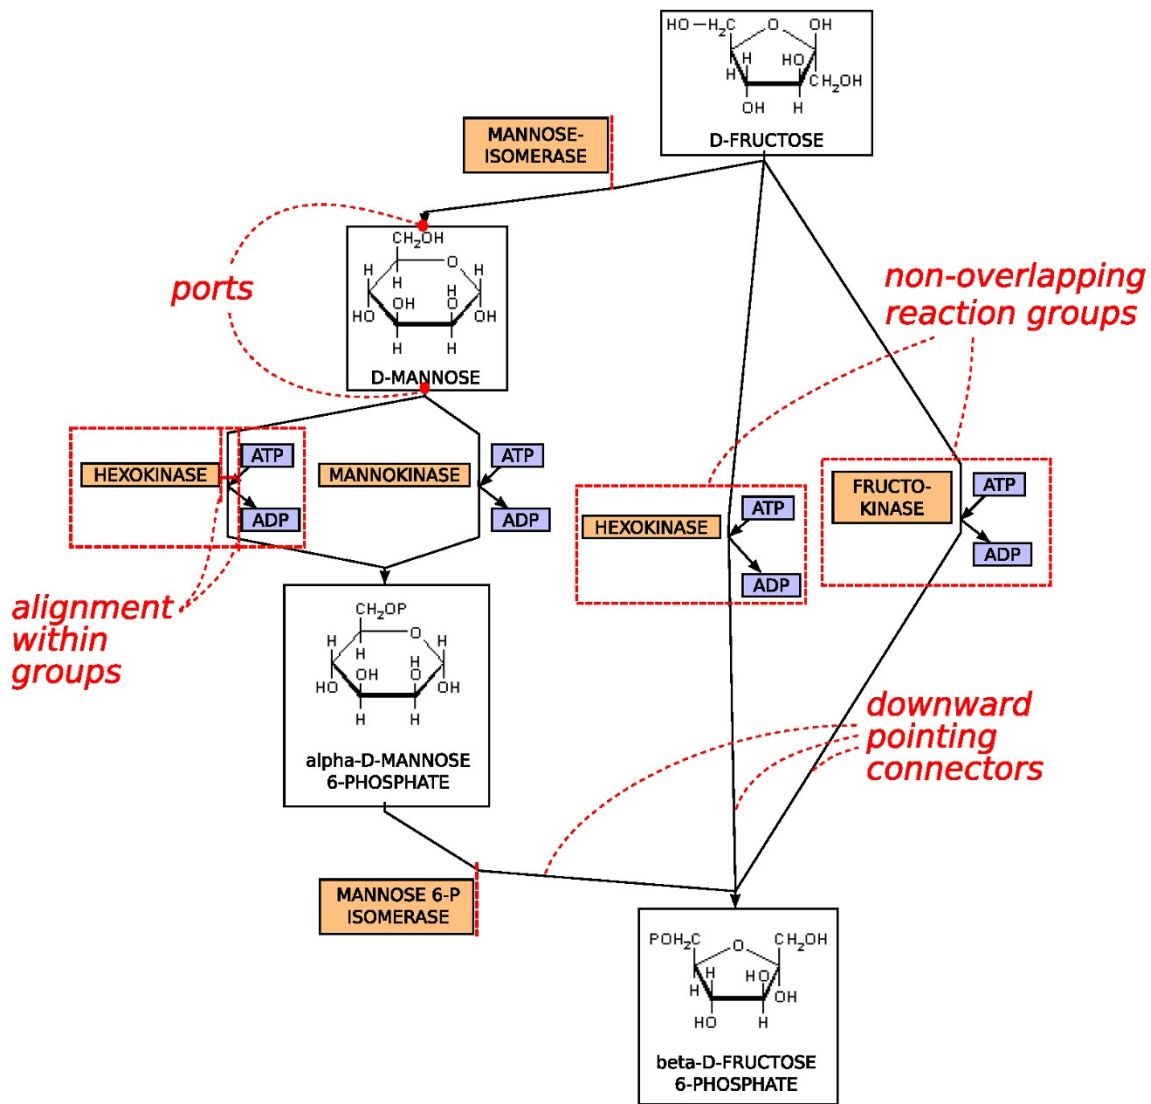 HO—H₂C
O
OH
H
H
HO
CH₂OH
OH
H
D-FRUCTOSE
MANNOSE-
ISOMERASE
CH₂OH
H
H
O
H
H
OH
H
HO
OH
H
H
D-MANNOSE
ports
non-overlapping
reaction groups
HEXOKINASE
ATP
ADP
MANNOKINASE
ATP
ADP
HEXOKINASE
ATP
ADP
FRUCTO-
KINASE
ATP
ADP
alignment
within
groups
CH₂OP
H
H
O
H
H
OH
H
HO
OH
OH
H
H
alpha-D-MANNOSE
6-PHOSPHATE
downward
pointing
connectors
MANNOSE 6-P
ISOMERASE
POH₂C
O
CH₂OH
H
H
HO
OH
HO
H
beta-D-FRUCTOSE
6-PHOSPHATE